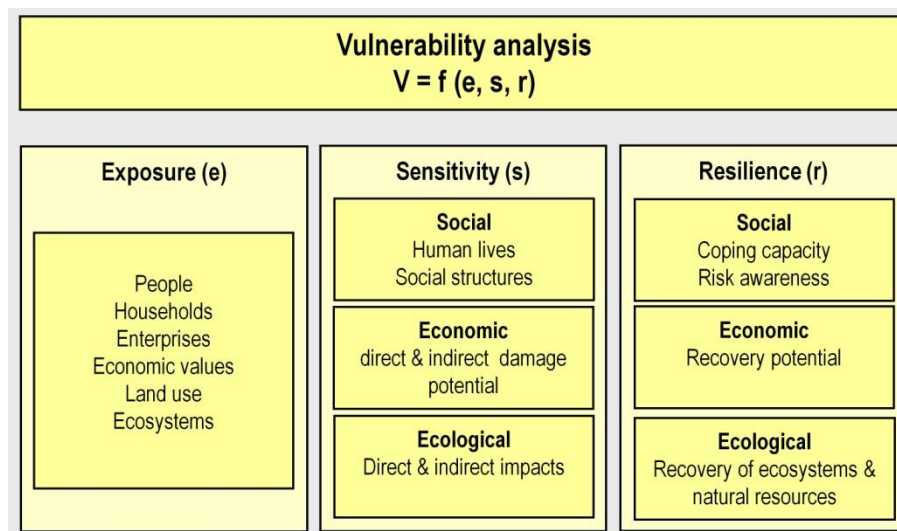 Vulnerability analysis
V = f (e, s, r)
Exposure (e)
People
Households
Enterprises
Economic values
Land use
Ecosystems
Sensitivity (s)
Social
Human lives
Social structures
Economic
direct & indirect damage
potential
Ecological
Direct & indirect impacts
Resilience (r)
Social
Coping capacity
Risk awareness
Economic
Recovery potential
Ecological
Recovery of ecosystems &
natural resources